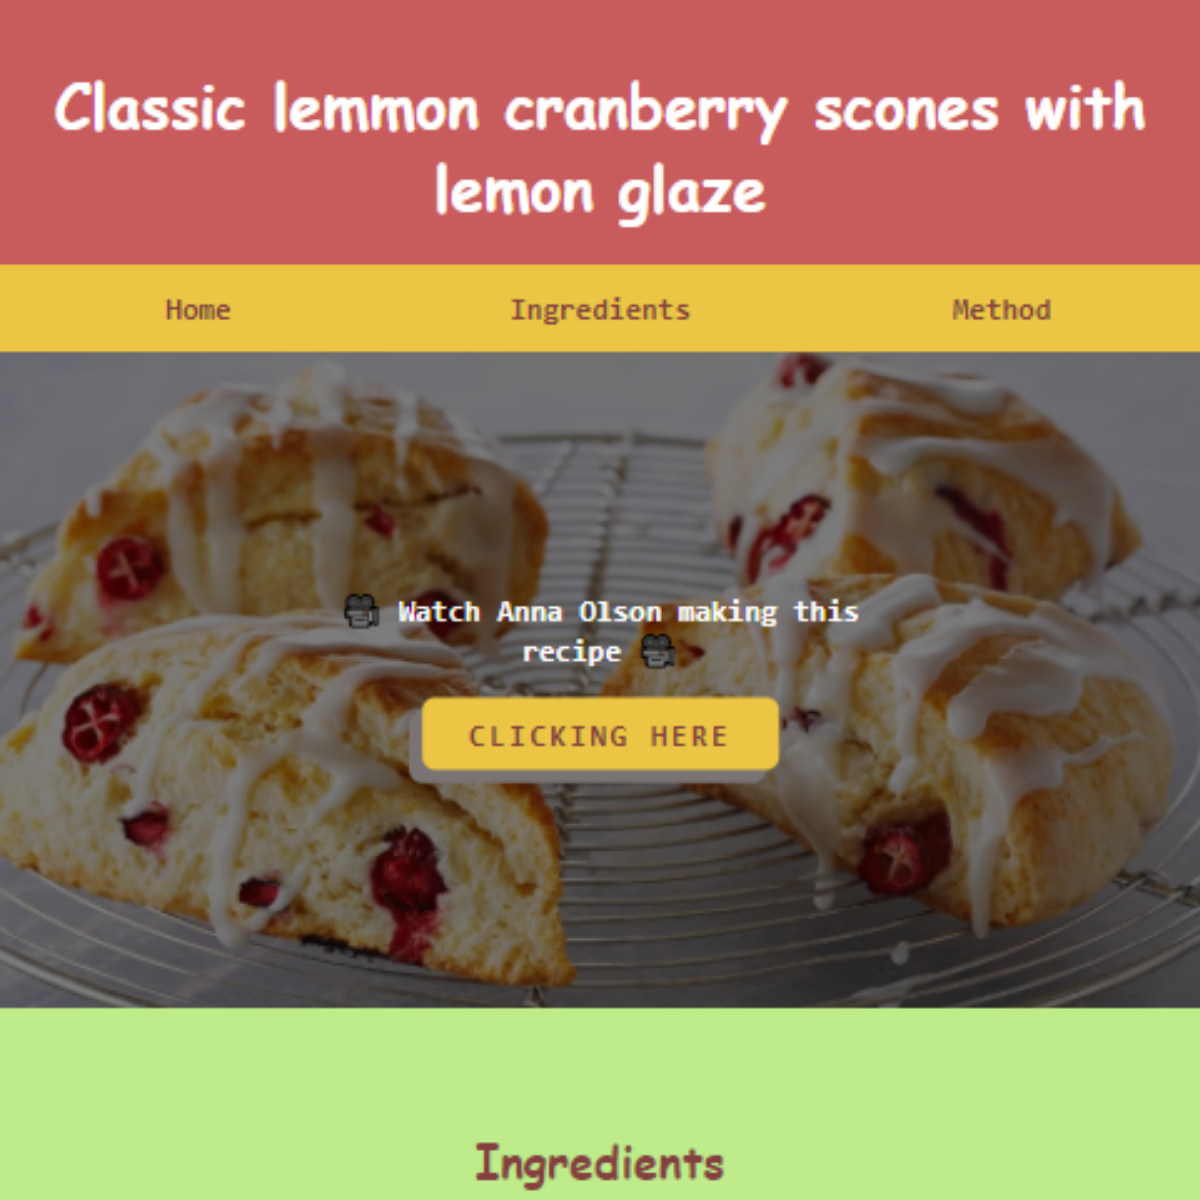 Classic lemmon cranberry scones with
lemon glaze
Home Ingredients Method
🎥 Watch Anna Olson making this
recipe 🎥
CLICKING HERE
Ingredients